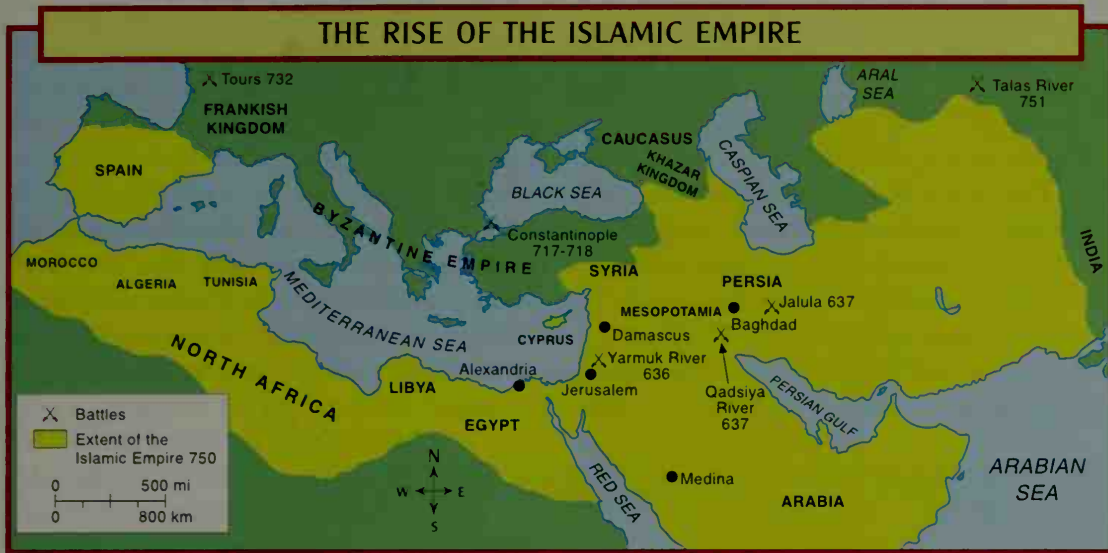 THE RISE OF THE ISLAMIC EMPIRE
Tours 732
FRANKISH
KINGDOM
SPAIN
ARAL
SEA
Talas River
751
CAUCASUS
KHAZAR
KINGDOM
CASPIAN SEA
BLACK SEA
BYZANTINE EMPIRE
Constantinople
717-718
INDIA
MOROCCO
ALGERIA
TUNISIA
MEDITERRANEAN SEA
SYRIA
PERSIA
MESOPOTAMIA
Jalula 637
Baghdad
Damascus
CYPRUS
Yarmuk River
636
NORTH AFRICA
LIBYA
Alexandria
Jerusalem
Qadsiya
River
637
PERSIAN GULF
EGYPT
RED SEA
Medina
ARABIA
ARABIAN
SEA
Battles
Extent of the
Islamic Empire 750
0 500 mi
0 800 km
N
W E
S